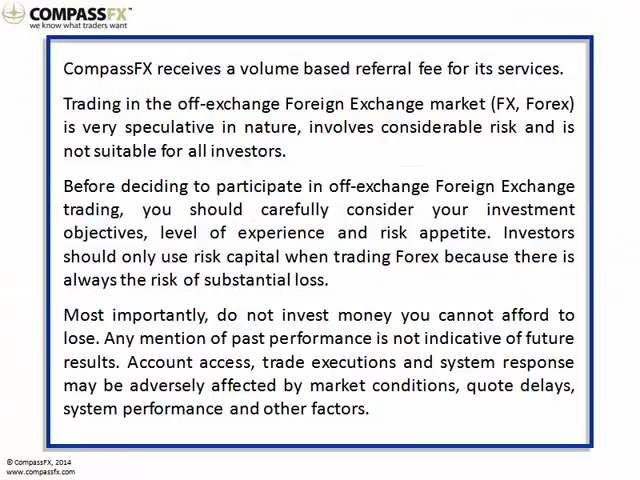 COMPASSFX™
we know what traders want
CompassFX receives a volume based referral fee for its services.
Trading in the off-exchange Foreign Exchange market (FX, Forex)
is very speculative in nature, involves considerable risk and is
not suitable for all investors.
Before deciding to participate in off-exchange Foreign Exchange
trading, you should carefully consider your investment
objectives, level of experience and risk appetite. Investors
should only use risk capital when trading Forex because there is
always the risk of substantial loss.
Most importantly, do not invest money you cannot afford to
lose. Any mention of past performance is not indicative of future
results. Account access, trade executions and system response
may be adversely affected by market conditions, quote delays,
system performance and other factors.
© CompassFX, 2014
www.compassfx.com